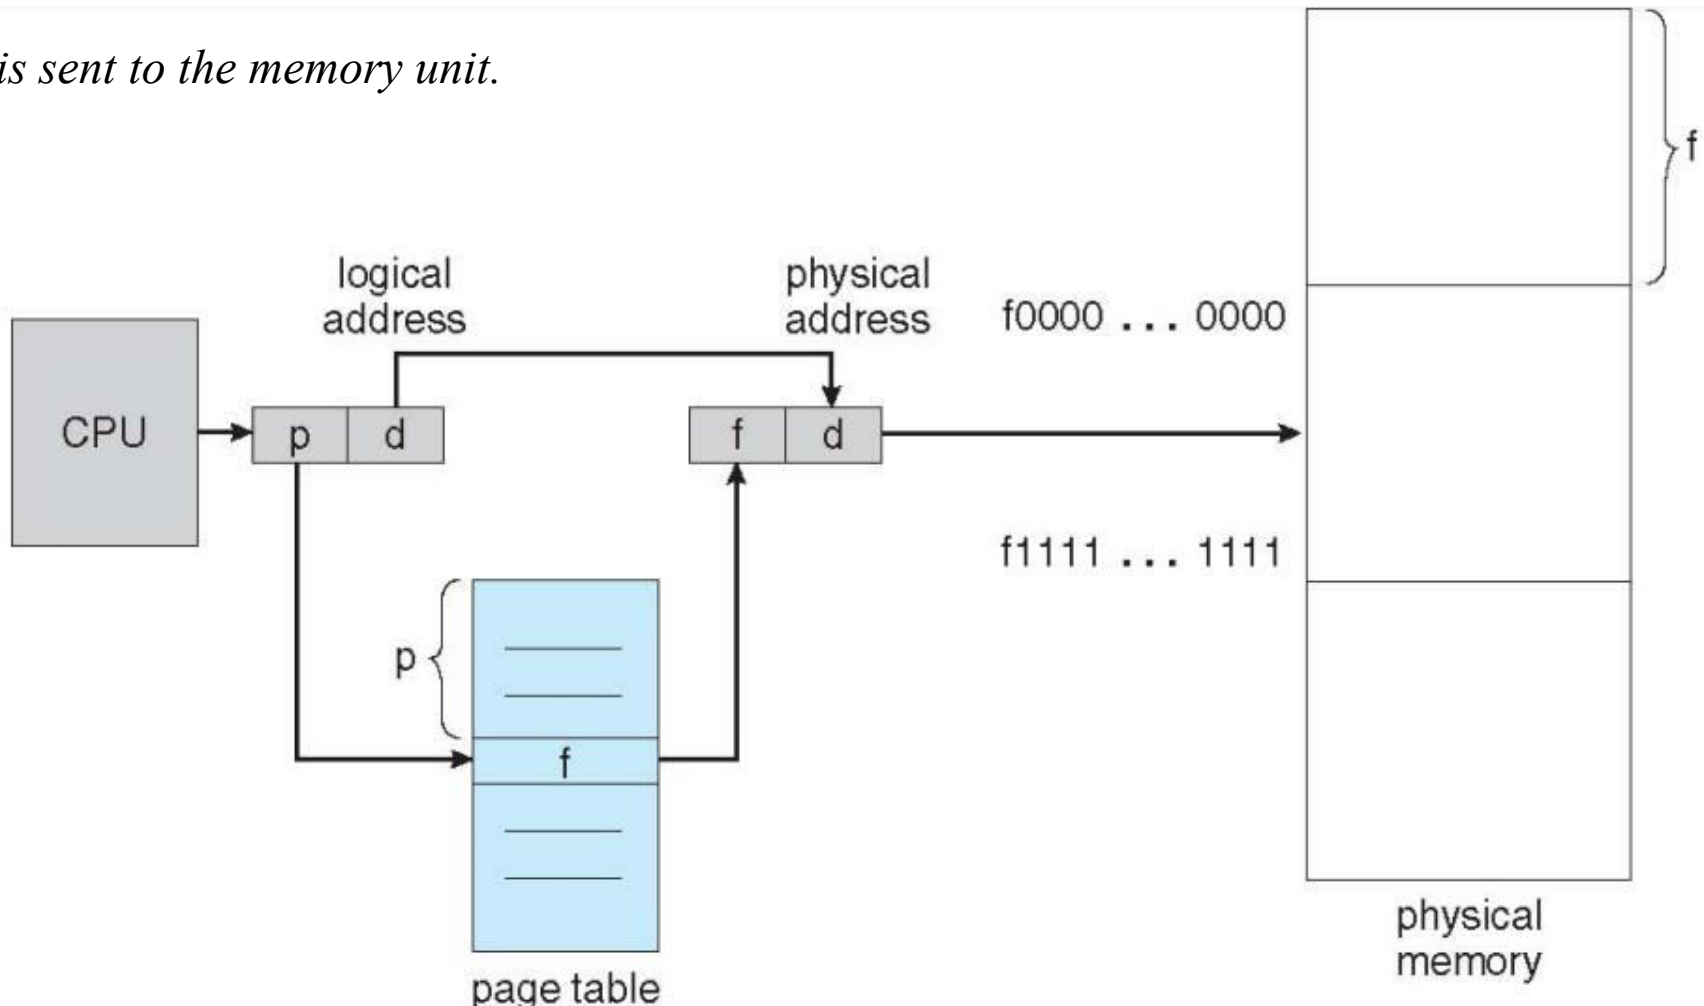 is sent to the memory unit.
f
logical
address
physical
address
f0000 ... 0000
CPU
p
d
f
d
f1111 ... 1111
p
f
physical
memory
page table